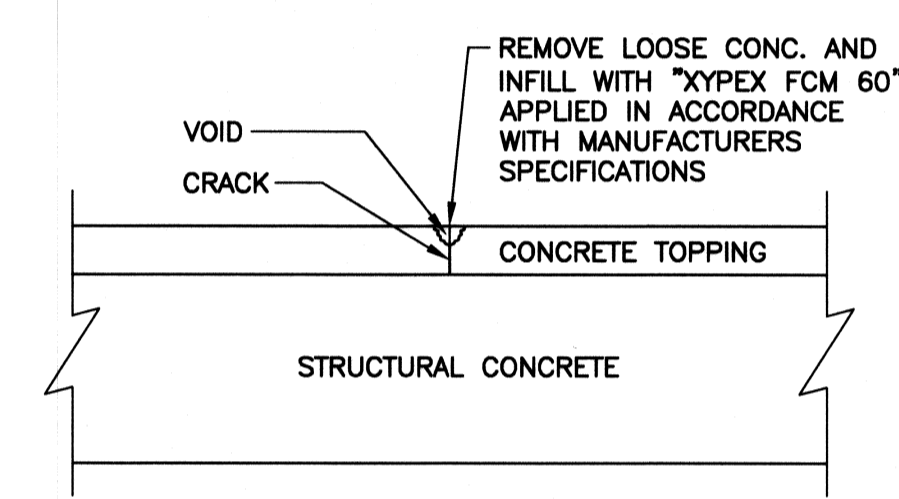 REMOVE LOOSE CONC. AND
INFILL WITH "XYPEX FCM 60"
APPLIED IN ACCORDANCE
WITH MANUFACTURERS
SPECIFICATIONS
VOID
CRACK
CONCRETE TOPPING
STRUCTURAL CONCRETE